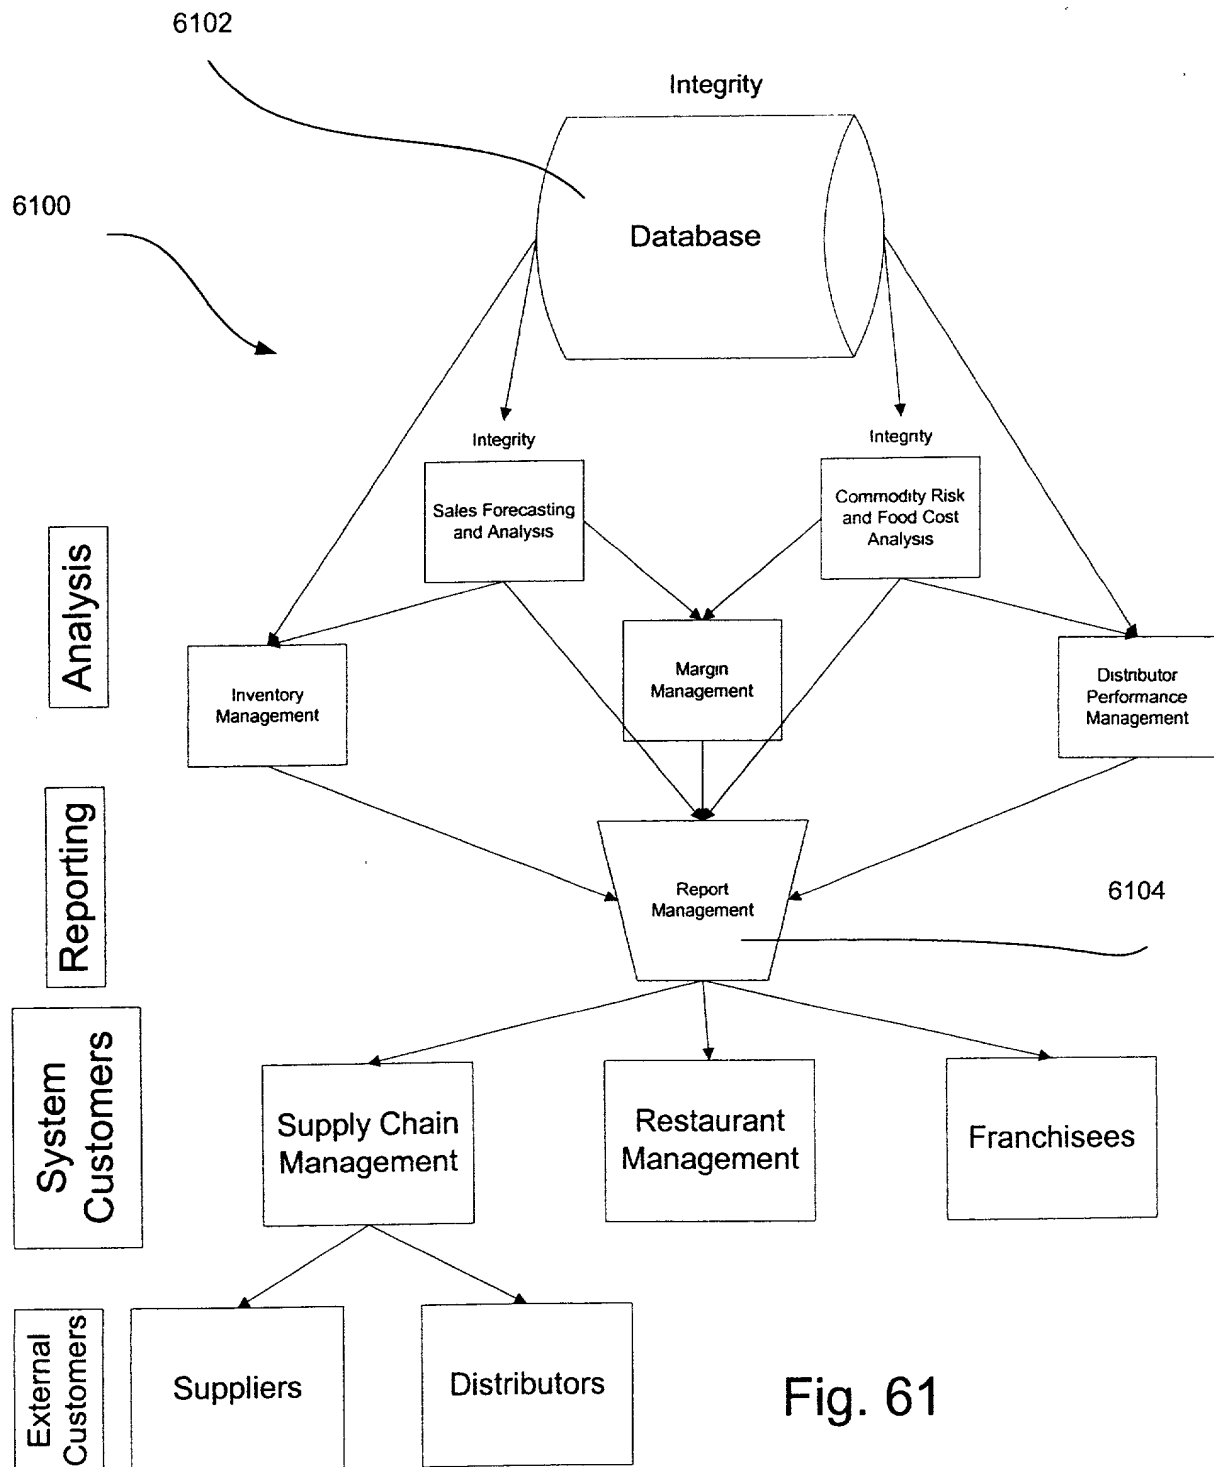 6102
Integrity
6100
Database
Integrity
Integrity
Sales Forecasting
and Analysis
Commodity Risk
and Food Cost
Analysis
Analysis
Inventory
Management
Margin
Management
Distributor
Performance
Management
Reporting
Report
Management
6104
System
Customers
Supply Chain
Management
Restaurant
Management
Franchisees
External
Customers
Suppliers
Distributors
Fig. 61